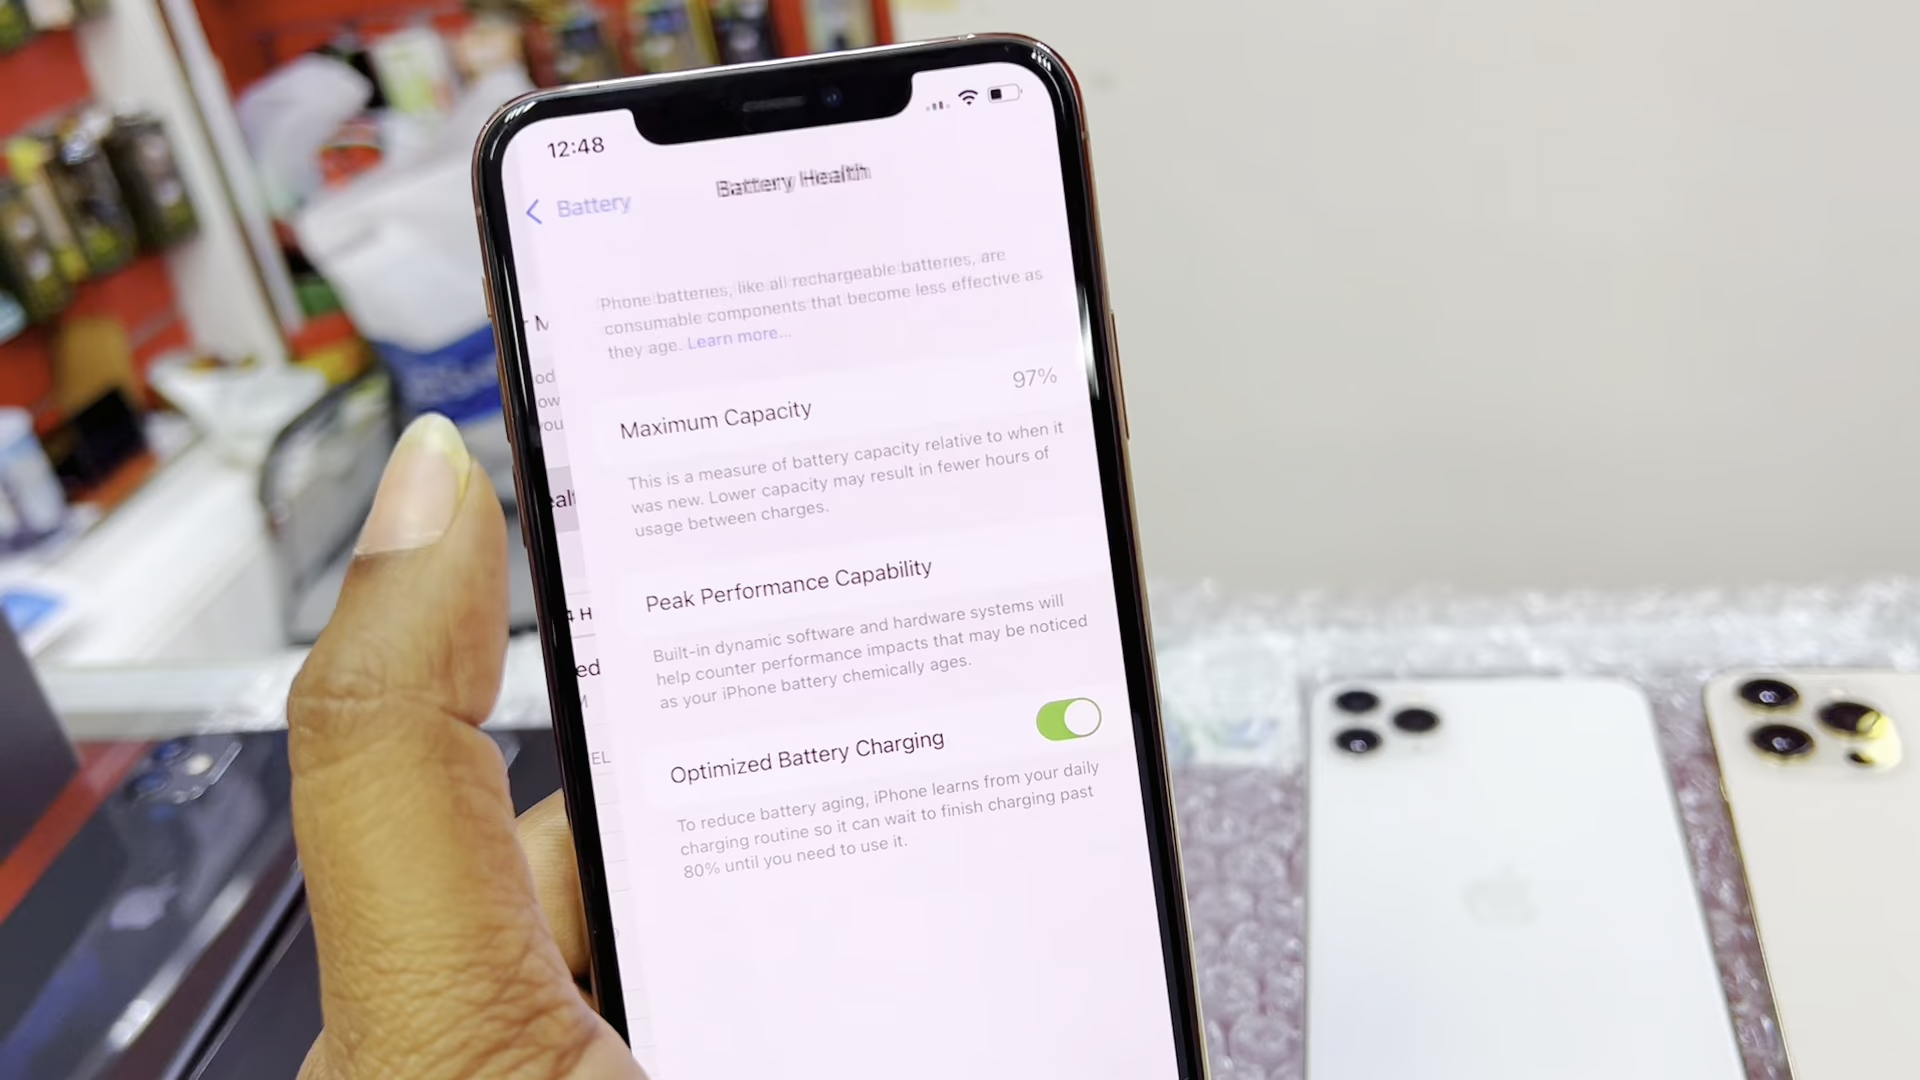 12:48
Battery
Battery Health
Phone batteries, like all rechargeable batteries, are
consumable components that become less effective as
they age. Learn more...
Maximum Capacity
97%
This is a measure of battery capacity relative to when it
was new. Lower capacity may result in fewer hours of
usage between charges.
Peak Performance Capability
Built-in dynamic software and hardware systems will
help counter performance impacts that may be noticed
as your iPhone battery chemically ages.
Optimized Battery Charging
To reduce battery aging, iPhone learns from your daily
charging routine so it can wait to finish charging past
80% until you need to use it.